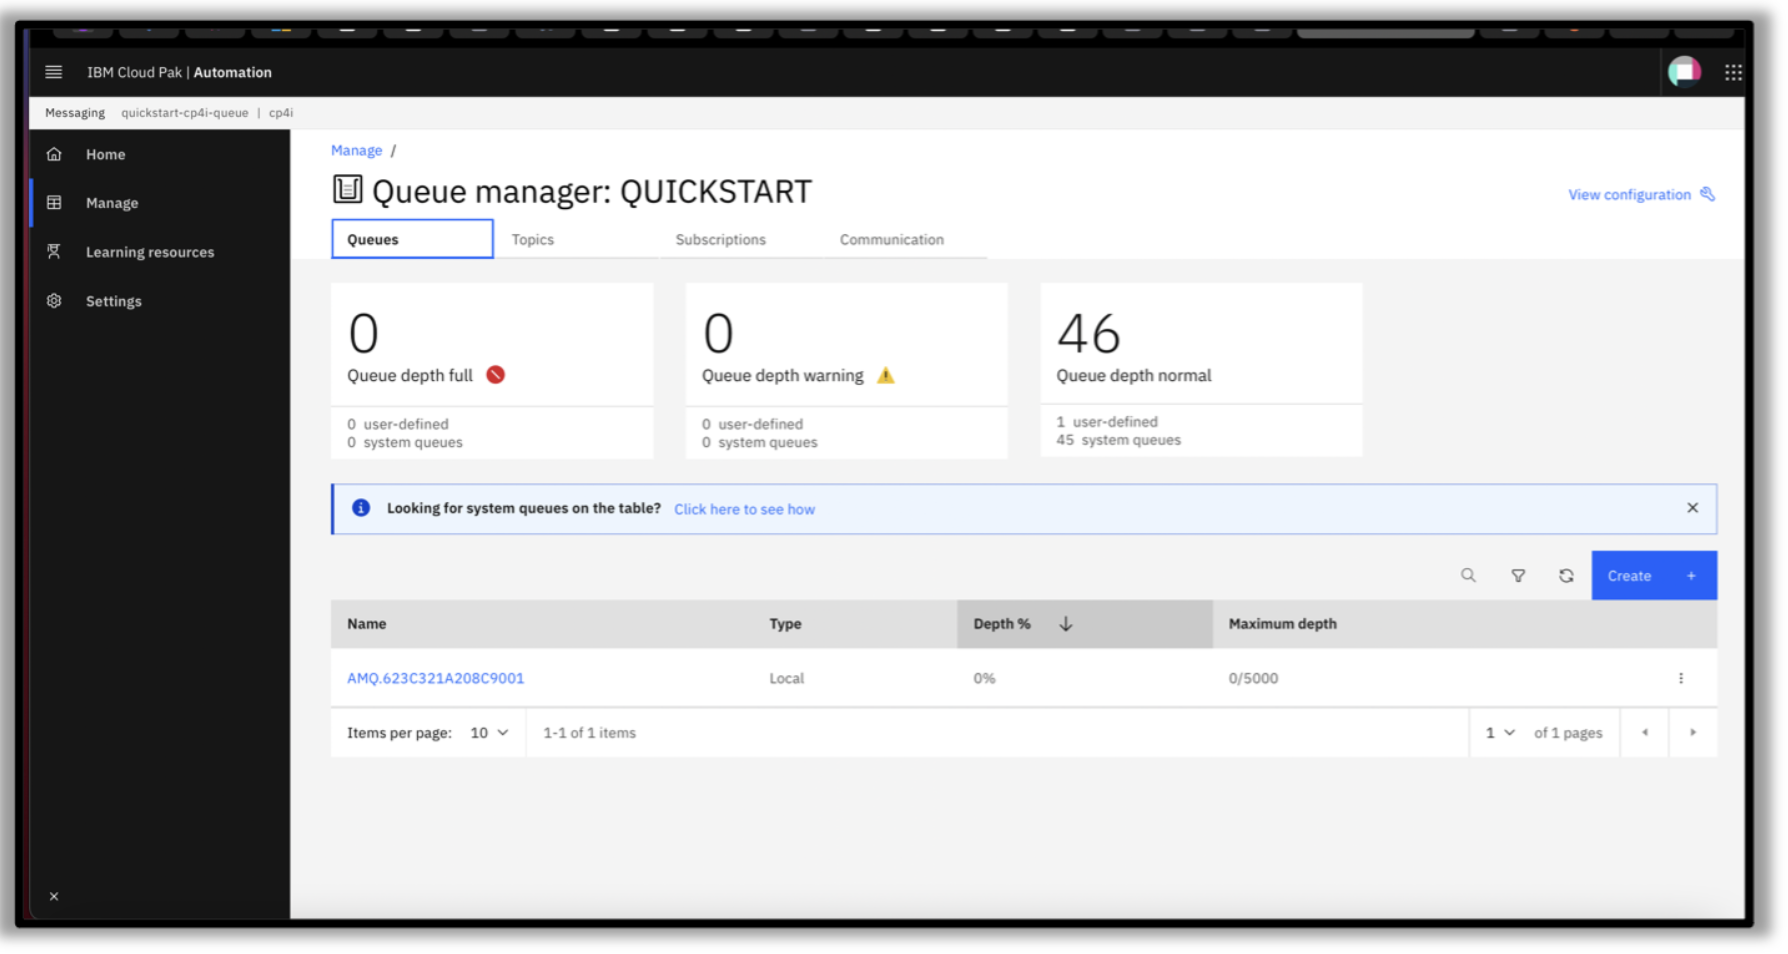 IBM Cloud Pak | Automation
Messaging quickstart-cp4i-queue | cp4i
Home
Manage
Learning resources
Settings
Manage /
Queue manager: QUICKSTART
View configuration
Queues Topics Subscriptions Communication
0
Queue depth full
0 user-defined
0 system queues
0
Queue depth warning
0 user-defined
0 system queues
46
Queue depth normal
1 user-defined
45 system queues
Looking for system queues on the table? Click here to see how
Create +
Name Type Depth % Maximum depth
AMQ.623C321A208C9001 Local 0% 0/5000
Items per page: 10 1-1 of 1 items 1 of 1 pages